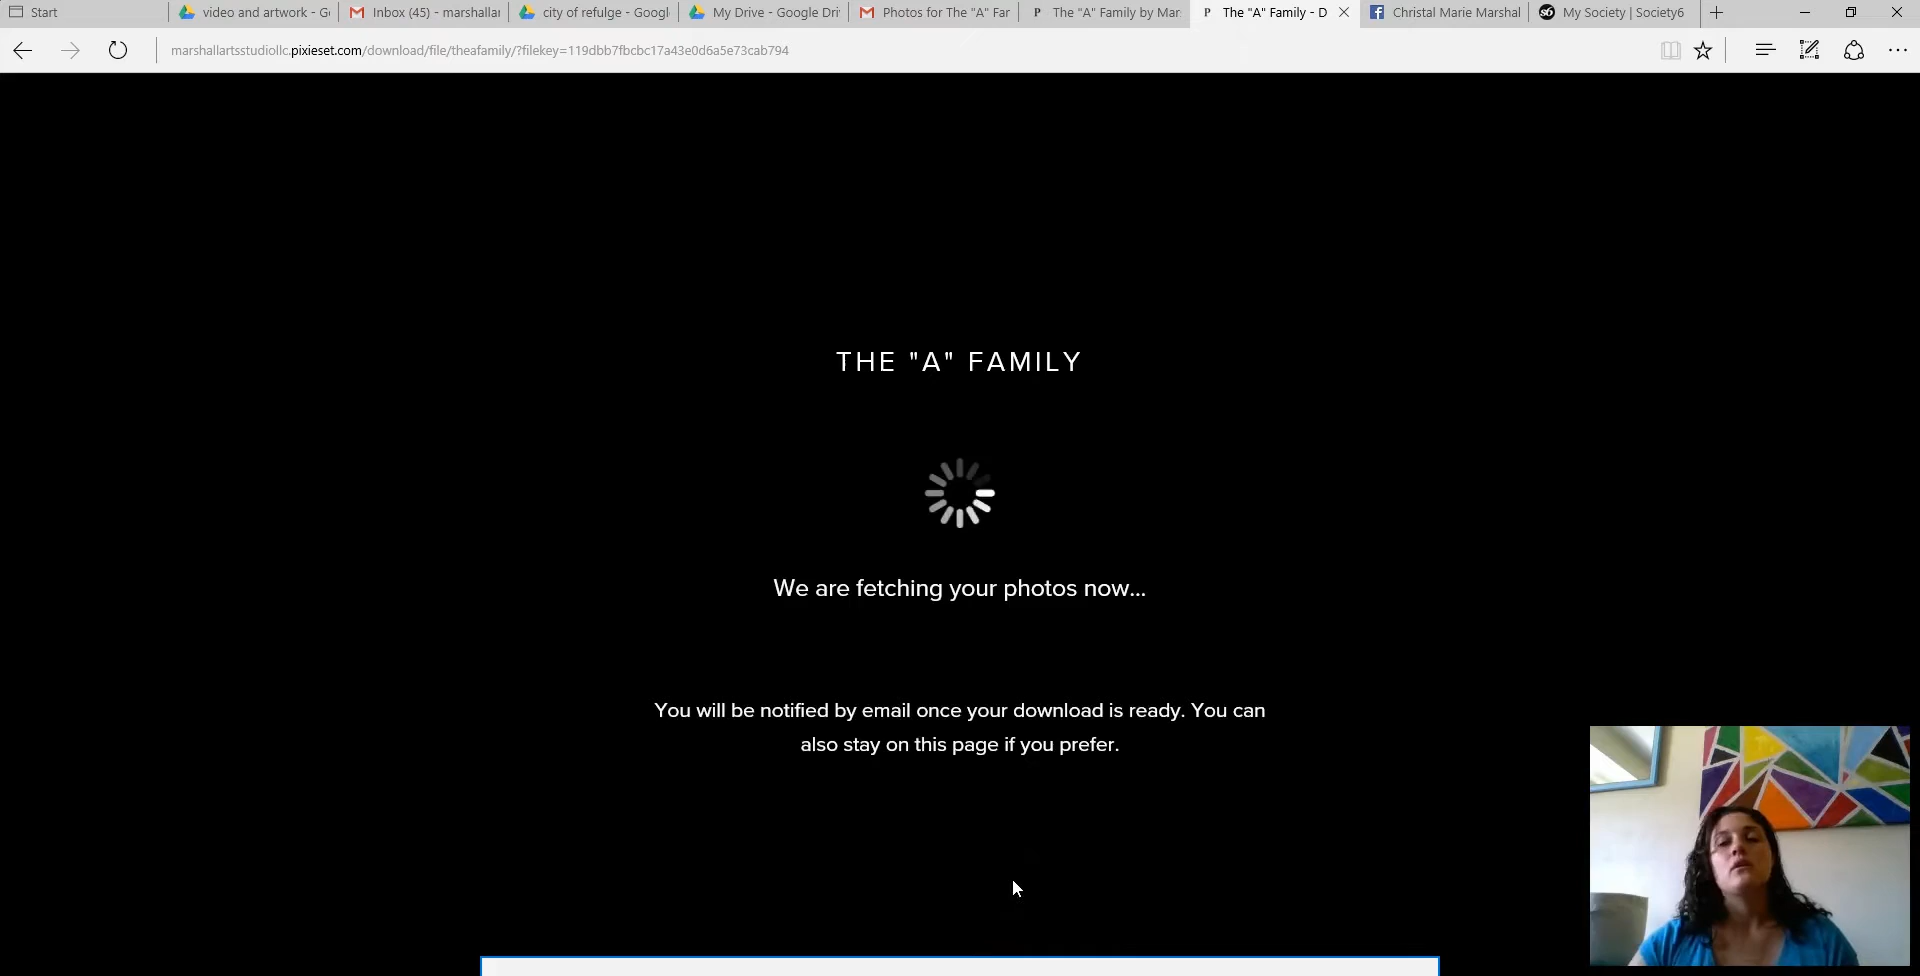 Start
video and artwork - G
Inbox (45) - marshallar
city of refulge - Googl
My Drive - Google Dri
Photos for The "A" Far
P The "A" Family by Mar
P The "A" Family - D
f Christal Marie Marshal
s6 My Society | Society6
marshallartsstudiollc.pixieset.com/download/file/theafamily/?filekey=119dbb7fbcbc17a43e0d6a5e73cab794
THE "A" FAMILY
We are fetching your photos now...
You will be notified by email once your download is ready. You can
also stay on this page if you prefer.